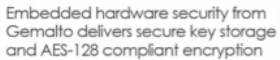 Embedded hardware security from
Gemalto delivers secure key storage
and AES-128 compliant encryption